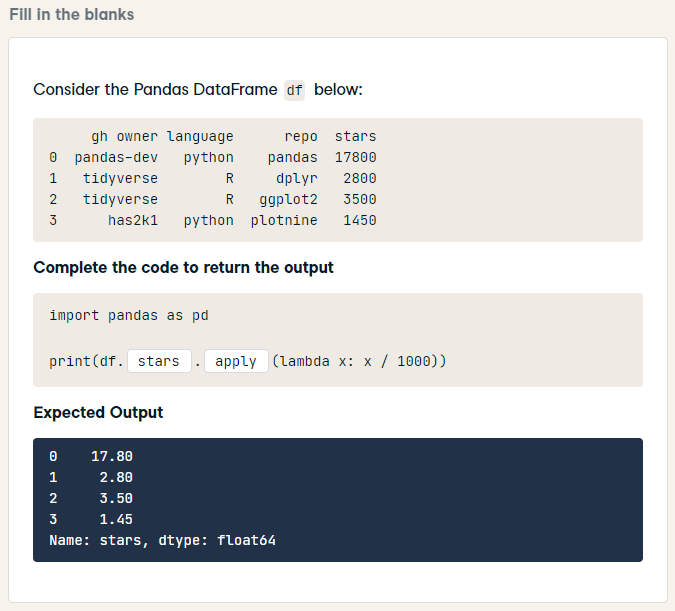 Fill in the blanks
Consider the Pandas DataFrame df below:
gh owner language repo stars
0 pandas-dev python pandas 17800
1 tidyverse R dplyr 2800
2 tidyverse R ggplot2 3500
3 has2k1 python plotnine 1450
Complete the code to return the output
import pandas as pd
print(df. stars . apply (lambda x: x / 1000))
Expected Output
0 17.80
1 2.80
2 3.50
3 1.45
Name: stars, dtype: float64